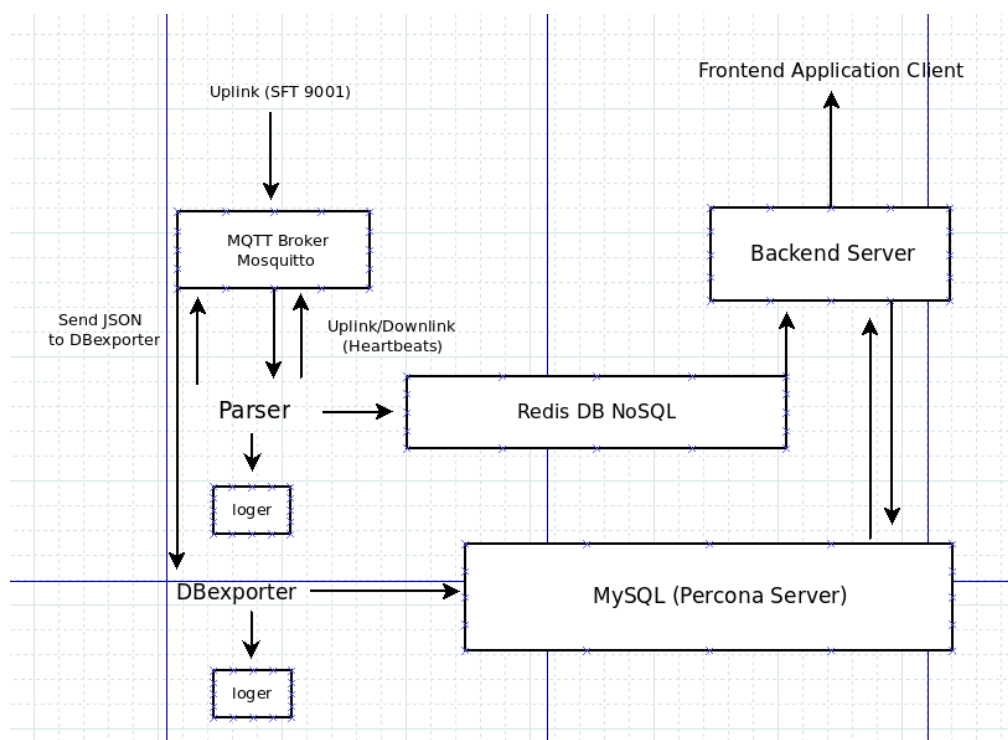 Frontend Application Client
Uplink (SFT 9001)
MQTT Broker
Mosquitto
Backend Server
Send JSON
to DBexporter
Uplink/Downlink
(Heartbeats)
Parser
Redis DB NoSQL
loger
DBexporter
MySQL (Percona Server)
loger